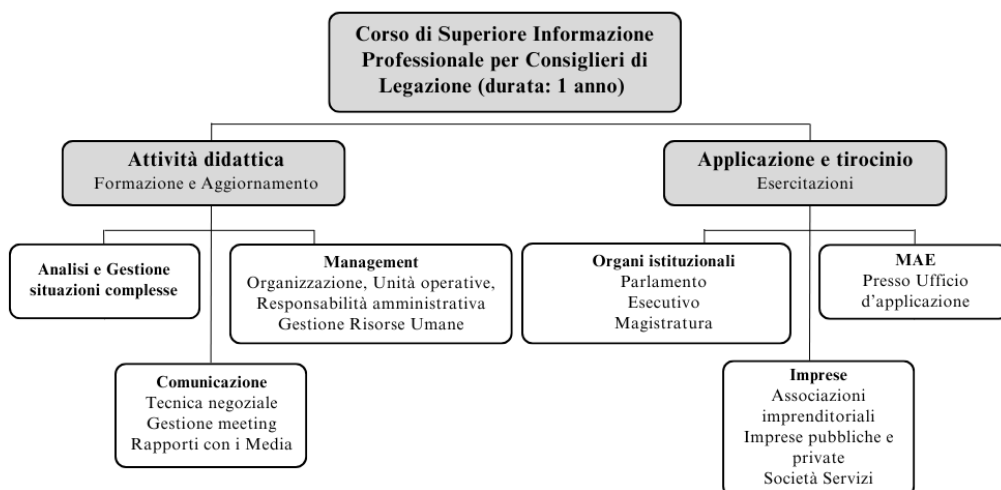 Corso di Superiore Informazione
Professionale per Consiglieri di
Legazione (durata: 1 anno)
Attività didattica
Formazione e Aggiornamento
Applicazione e tirocinio
Esercitazioni
Analisi e Gestione
situazioni complesse
Management
Organizzazione, Unità operative,
Responsabilità amministrativa
Gestione Risorse Umane
Organi istituzionali
Parlamento
Esecutivo
Magistratura
MAE
Presso Ufficio
d'applicazione
Comunicazione
Tecnica negoziale
Gestione meeting
Rapporti con i Media
Imprese
Associazioni
imprenditoriali
Imprese pubbliche e
private
Società Servizi